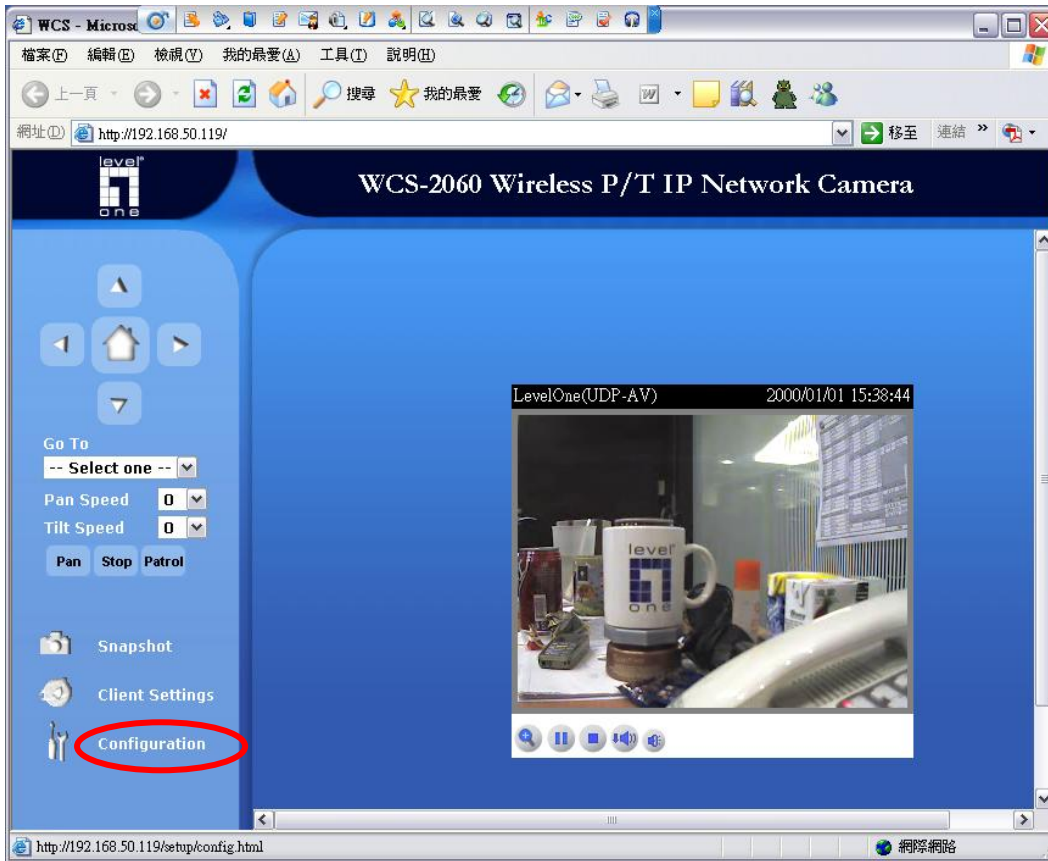 WCS - Microso
檔案(F) 編輯(E) 檢視(V) 我的最愛(A) 工具(T) 說明(H)
上一頁 搜尋 我的最愛
網址(D) http://192.168.50.119/ 移至 連結 »
level one
WCS-2060 Wireless P/T IP Network Camera
Go To
-- Select one --
Pan Speed 0
Tilt Speed 0
Pan Stop Patrol
Snapshot
Client Settings
Configuration
LevelOne(UDP-AV) 2000/01/01 15:38:44
level one
http://192.168.50.119/setup/config.html 網際網路